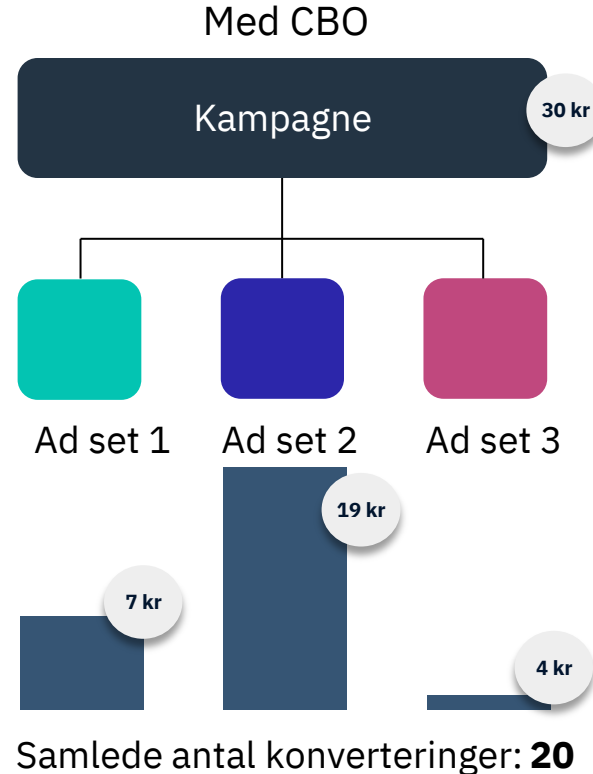 Med CBO
Kampagne
30 kr
Ad set 1
Ad set 2
Ad set 3
19 kr
7 kr
4 kr
Samlede antal konverteringer: 20